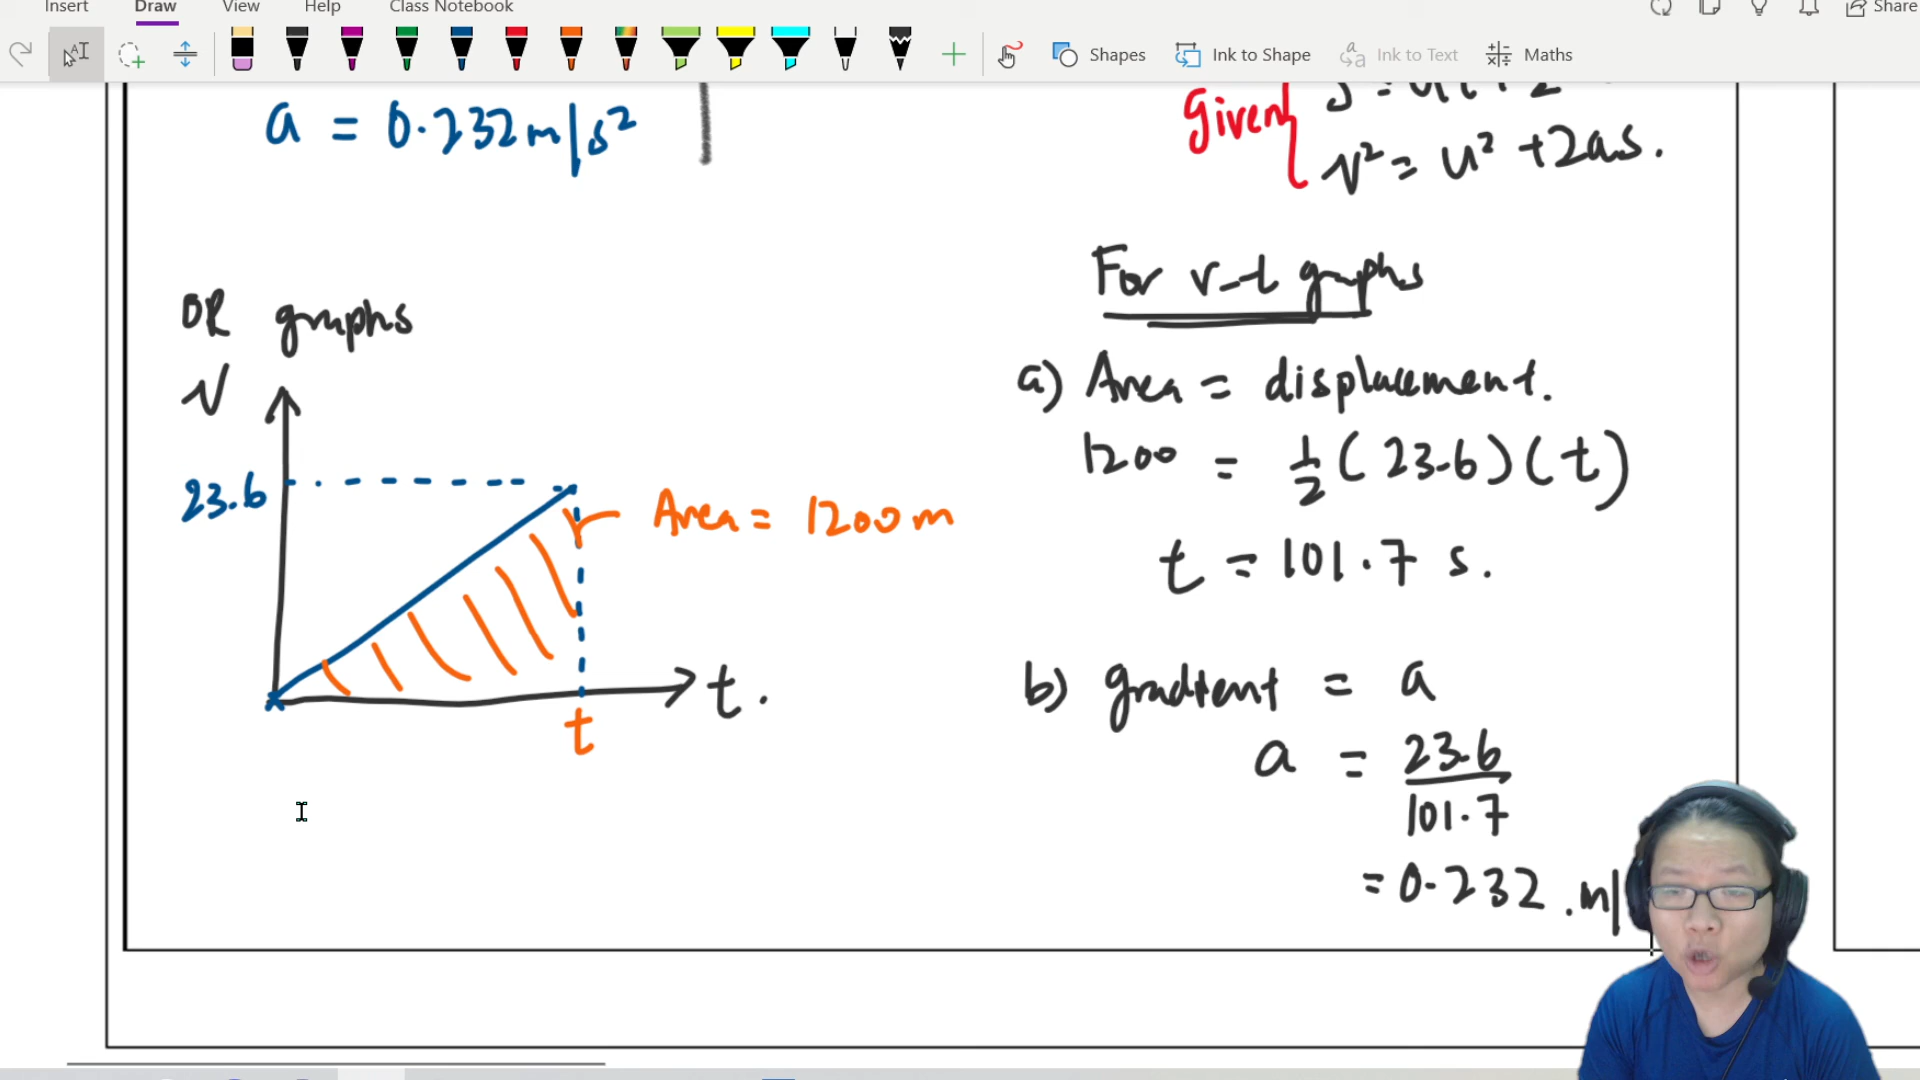 Insert Draw View Help Class Notebook Share
Shapes Ink to Shape Ink to Text Maths
a = 0.232 m/s²
Given
v² = u² + 2as.
OR graphs
v
23.6
Area = 1200 m
t.
t
For v-t graphs
a) Area = displacement.
1200 = ½ (23.6)(t)
t = 101.7 s.
b) gradient = a
a = 23.6
101.7
= 0.232 .m/